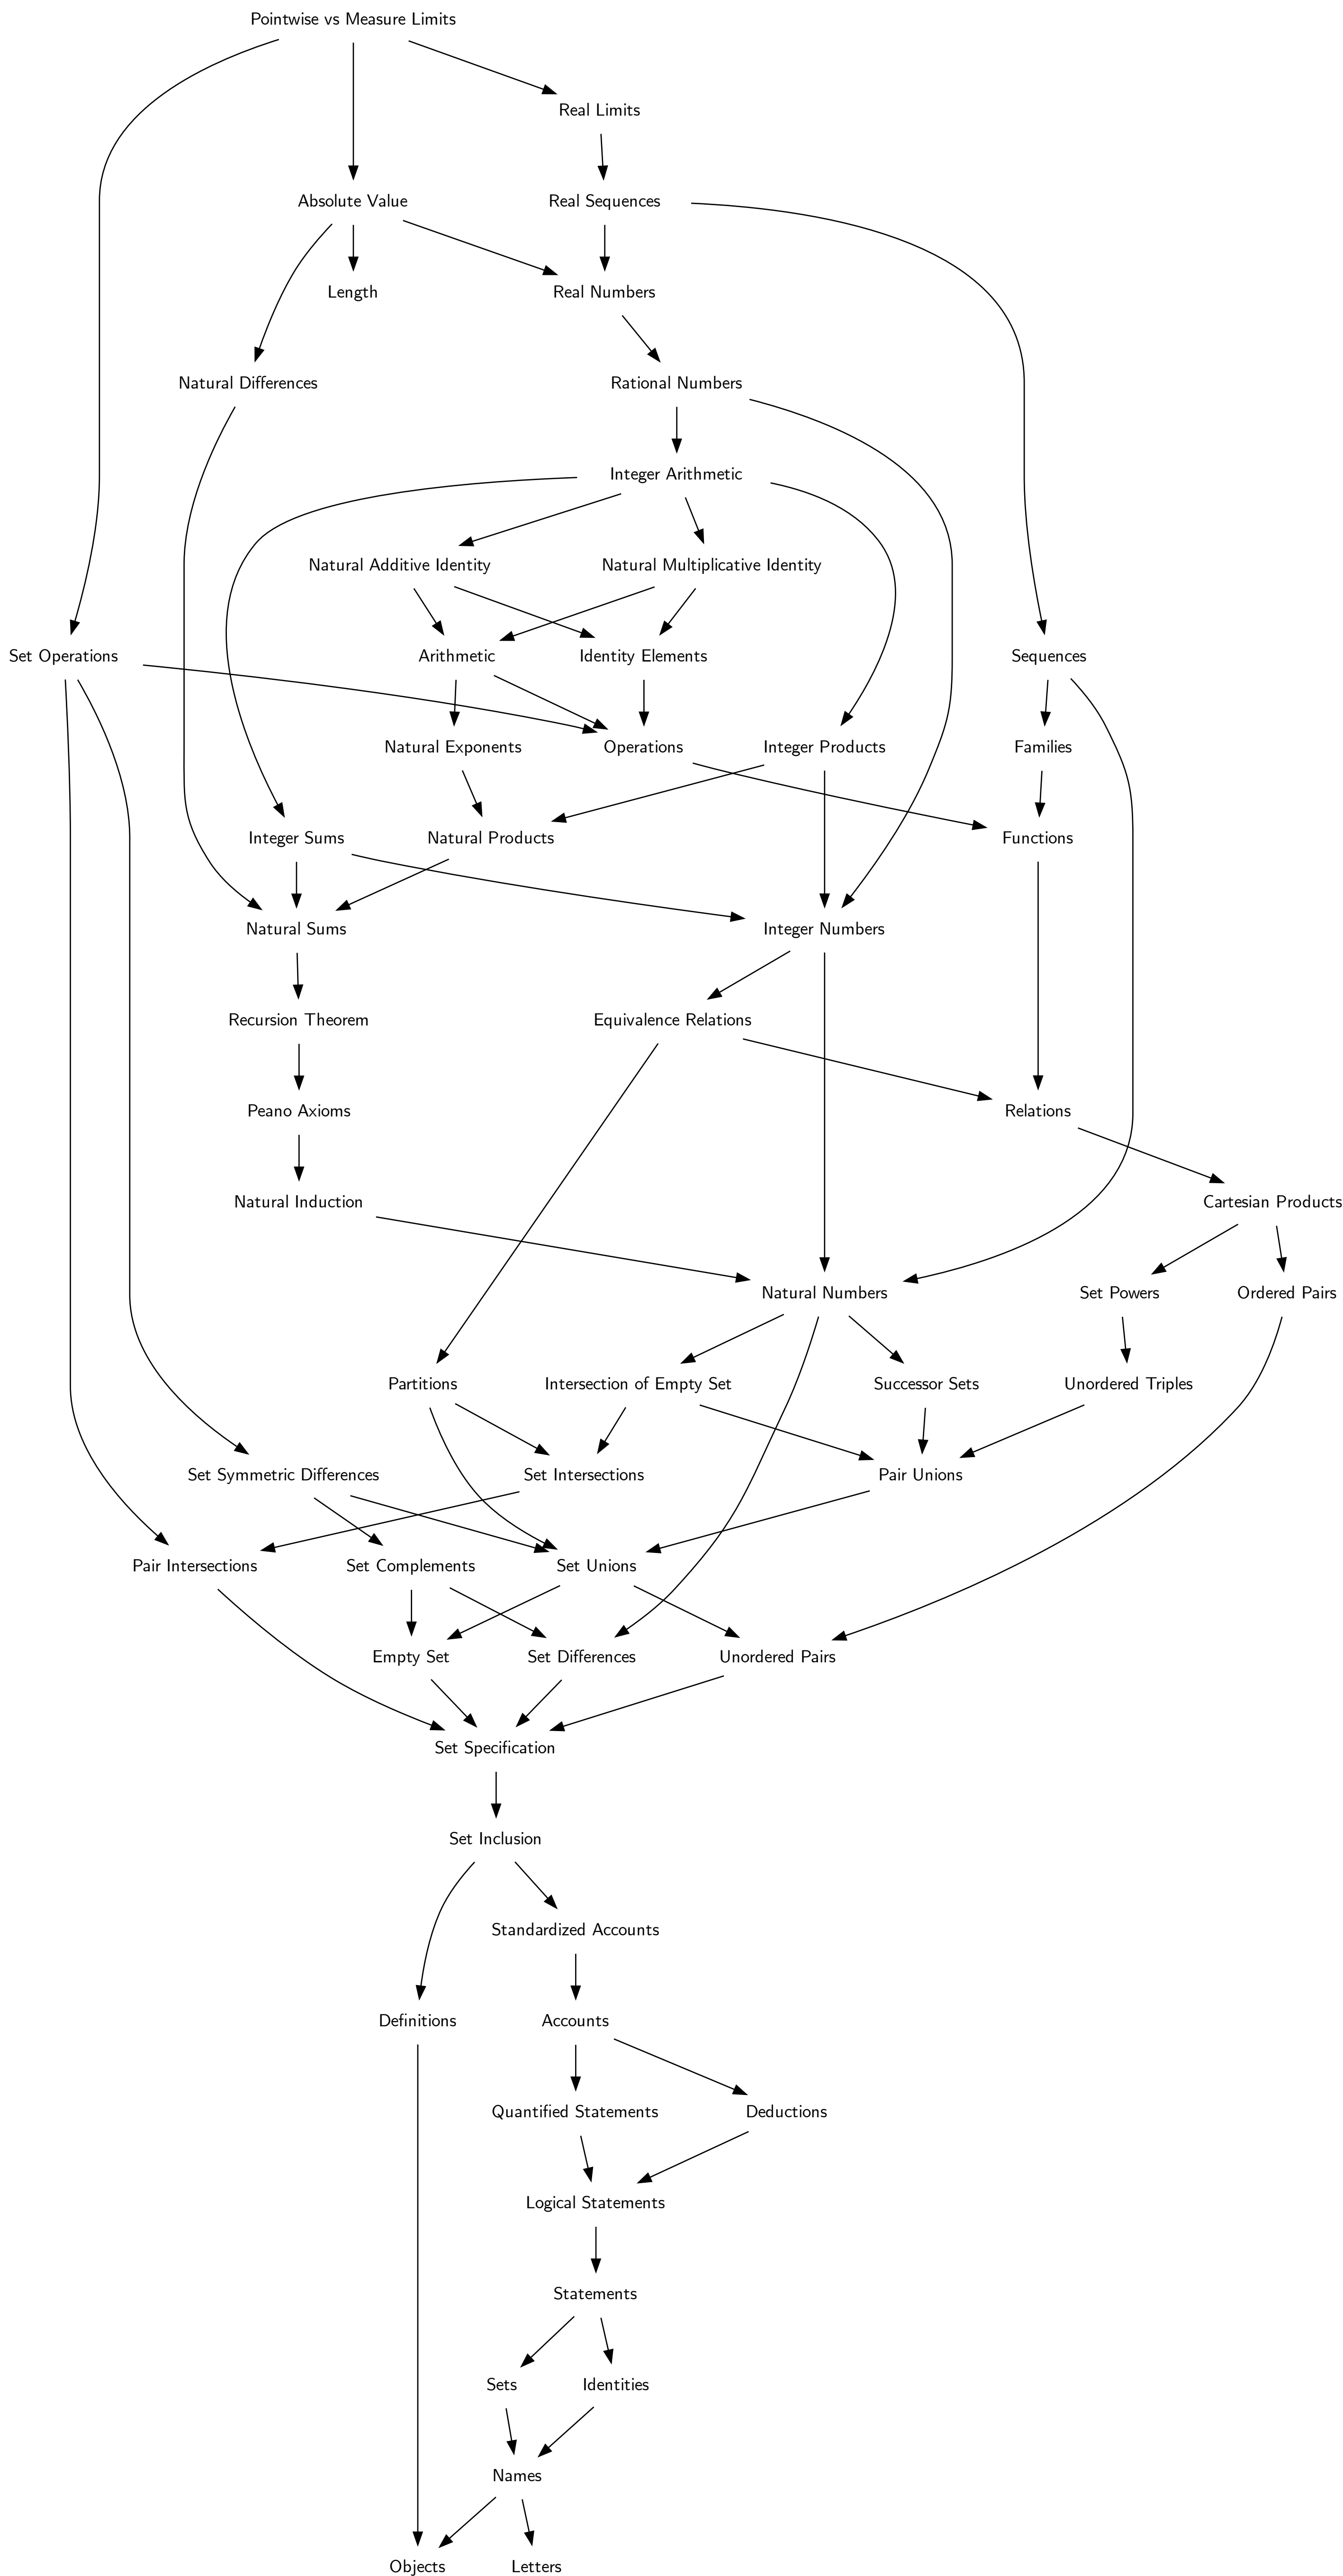 Pointwise vs Measure Limits
Real Limits
Absolute Value
Real Sequences
Length
Real Numbers
Natural Differences
Rational Numbers
Integer Arithmetic
Natural Additive Identity
Natural Multiplicative Identity
Set Operations
Arithmetic
Identity Elements
Sequences
Natural Exponents
Operations
Integer Products
Families
Integer Sums
Natural Products
Functions
Natural Sums
Integer Numbers
Recursion Theorem
Equivalence Relations
Peano Axioms
Relations
Natural Induction
Cartesian Products
Natural Numbers
Set Powers
Ordered Pairs
Partitions
Intersection of Empty Set
Successor Sets
Unordered Triples
Set Symmetric Differences
Set Intersections
Pair Unions
Pair Intersections
Set Complements
Set Unions
Empty Set
Set Differences
Unordered Pairs
Set Specification
Set Inclusion
Standardized Accounts
Definitions
Accounts
Quantified Statements
Deductions
Logical Statements
Statements
Sets
Identities
Names
Objects
Letters